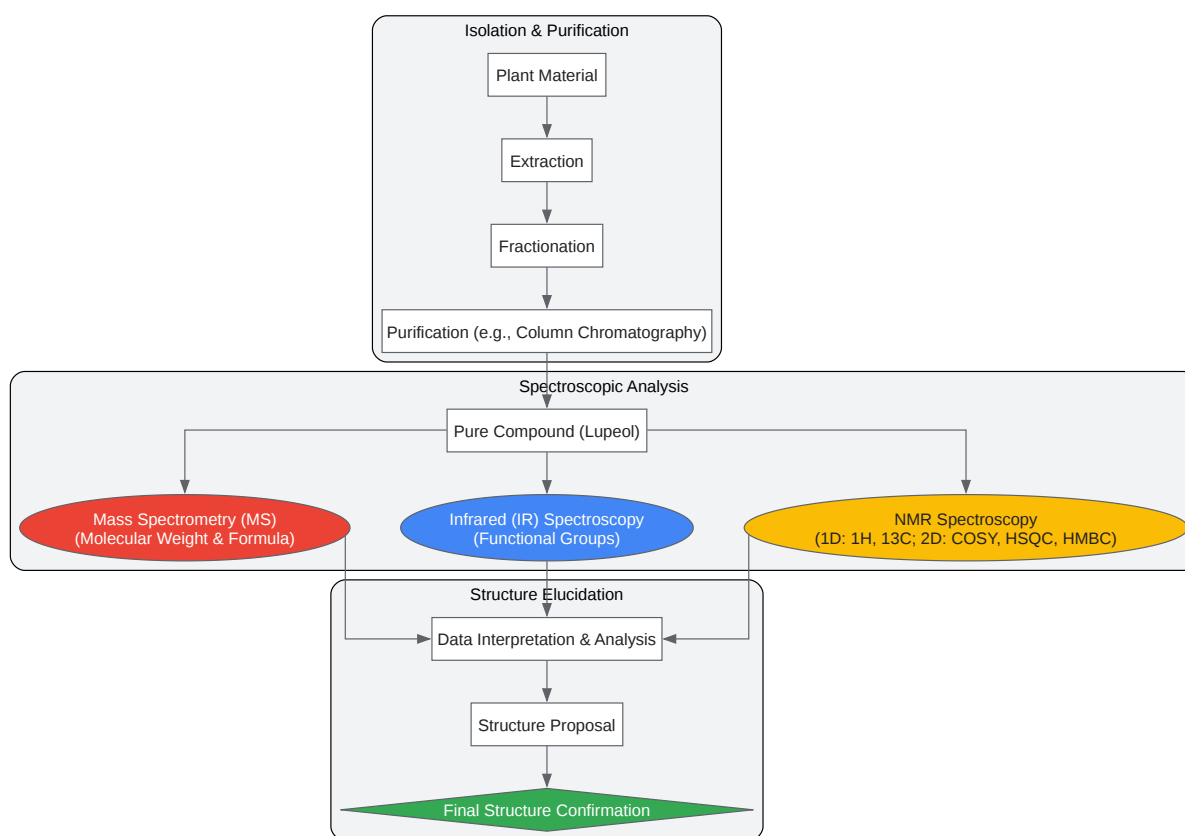 Isolation & Purification
Plant Material
Extraction
Fractionation
Purification (e.g., Column Chromatography)
Spectroscopic Analysis
Pure Compound (Lupeol)
Mass Spectrometry (MS)
(Molecular Weight & Formula)
Infrared (IR) Spectroscopy
(Functional Groups)
NMR Spectroscopy
(1D: 1H, 13C; 2D: COSY, HSQC, HMBC)
Structure Elucidation
Data Interpretation & Analysis
Structure Proposal
Final Structure Confirmation